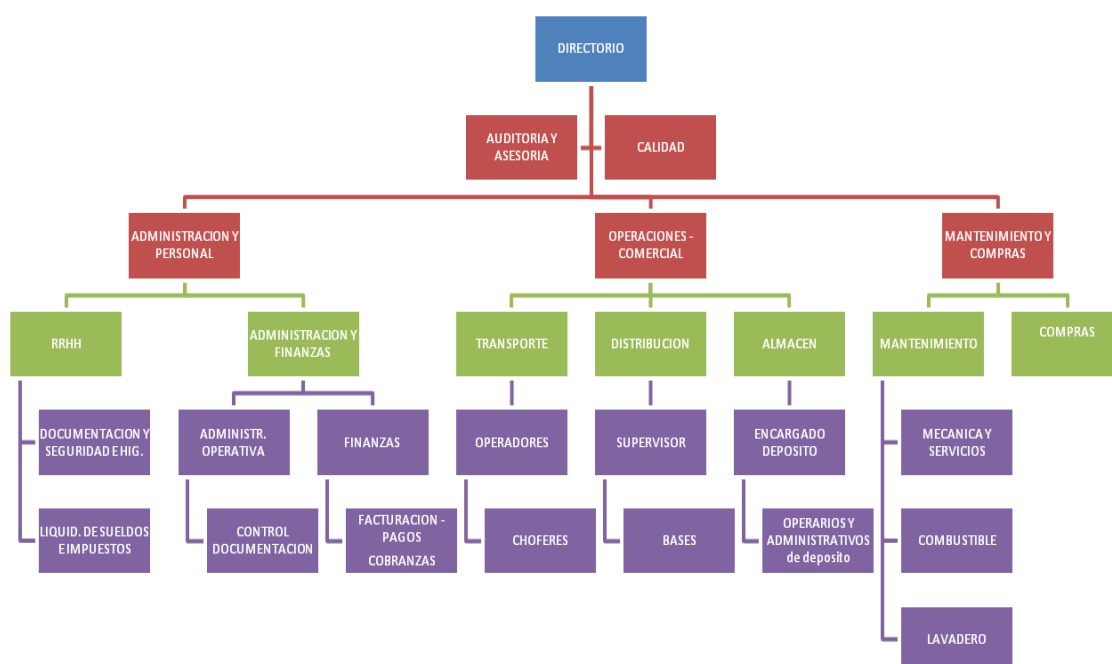 DIRECTORIO
AUDITORIA Y
ASESORIA
CALIDAD
ADMINISTRACION Y
PERSONAL
OPERACIONES -
COMERCIAL
MANTENIMIENTO Y
COMPRAS
RRHH
ADMINISTRACION Y
FINANZAS
TRANSPORTE
DISTRIBUCION
ALMACEN
MANTENIMIENTO
COMPRAS
DOCUMENTACION Y
SEGURIDAD E HIG.
ADMINISTR.
OPERATIVA
FINANZAS
OPERADORES
SUPERVISOR
ENCARGADO
DEPOSITO
MECANICA Y
SERVICIOS
LIQUID. DE SUELDOS
E IMPUESTOS
CONTROL
DOCUMENTACION
FACTURACION -
PAGOS
COBRANZAS
CHOFERES
BASES
OPERARIOS Y
ADMINISTRATIVOS
de deposito
COMBUSTIBLE
LAVADERO